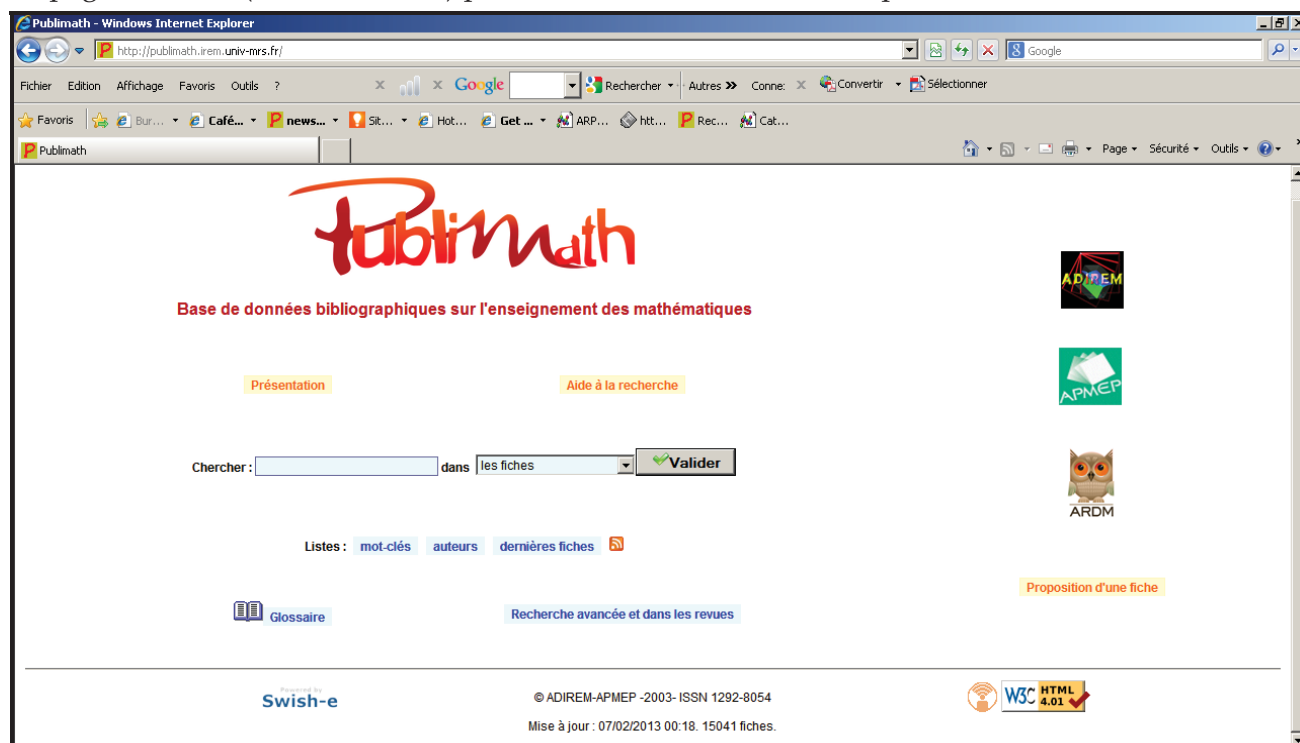 Publimath - Windows Internet Explorer
http://publimath.irem.univ-mrs.fr/
Google
Fichier Edition Affichage Favoris Outils ?
x x Google Rechercher Autres >> Conne: x Convertir Sélectionner
Favoris Bur... Café... news... Sit... Hot... Get ... ARP... htt... Rec... Cat...
Publimath
Page Sécurité Outils
PubliMath
Base de données bibliographiques sur l'enseignement des mathématiques
ADIREM
Présentation
Aide à la recherche
APMEP
Chercher :
dans
les fiches
Valider
ARDM
Listes : mot-clés auteurs dernières fiches
Proposition d'une fiche
Glossaire
Recherche avancée et dans les revues
Powered by
Swish-e
© ADIREM-APMEP -2003- ISSN 1292-8054
W3C HTML 4.01
Mise à jour : 07/02/2013 00:18. 15041 fiches.